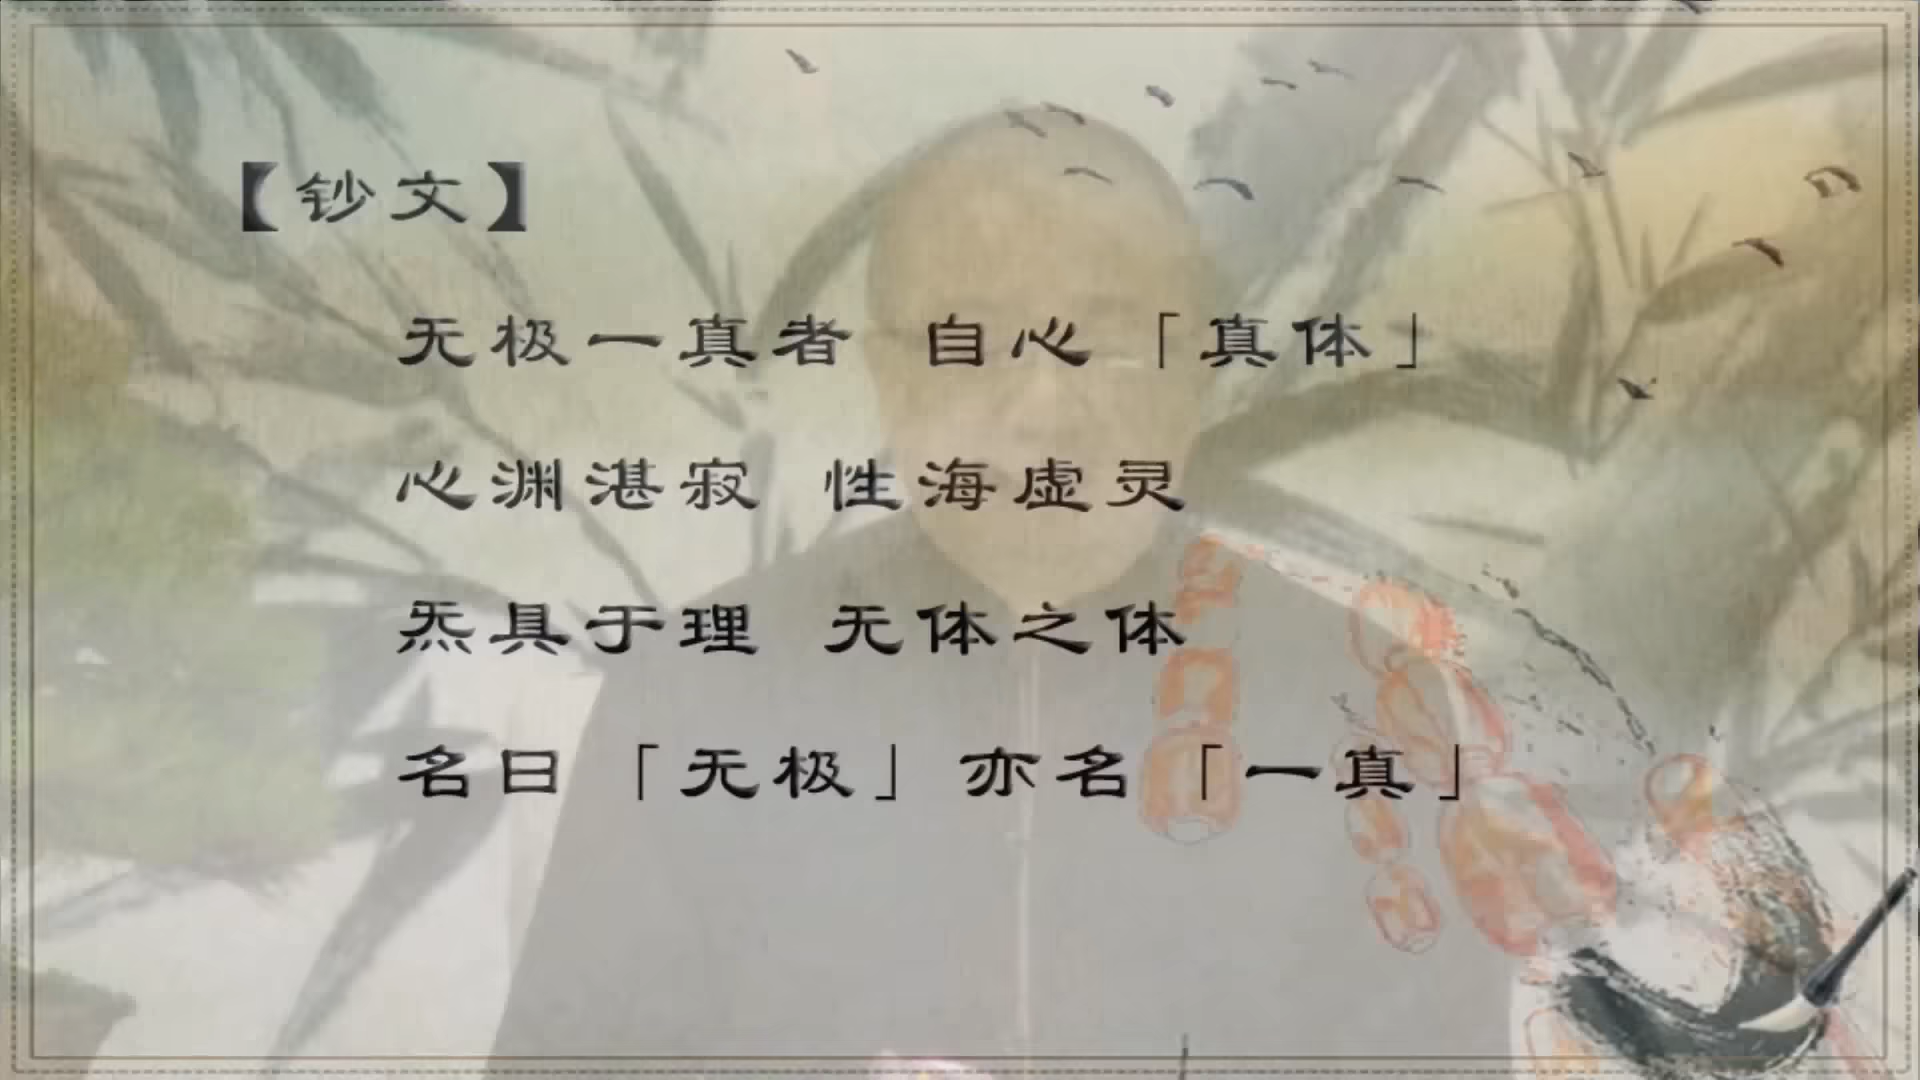 【钞文】
无极一真者 自心「真体」
心渊湛寂 性海虚灵
炁具于理 无体之体
名曰「无极」亦名「一真」